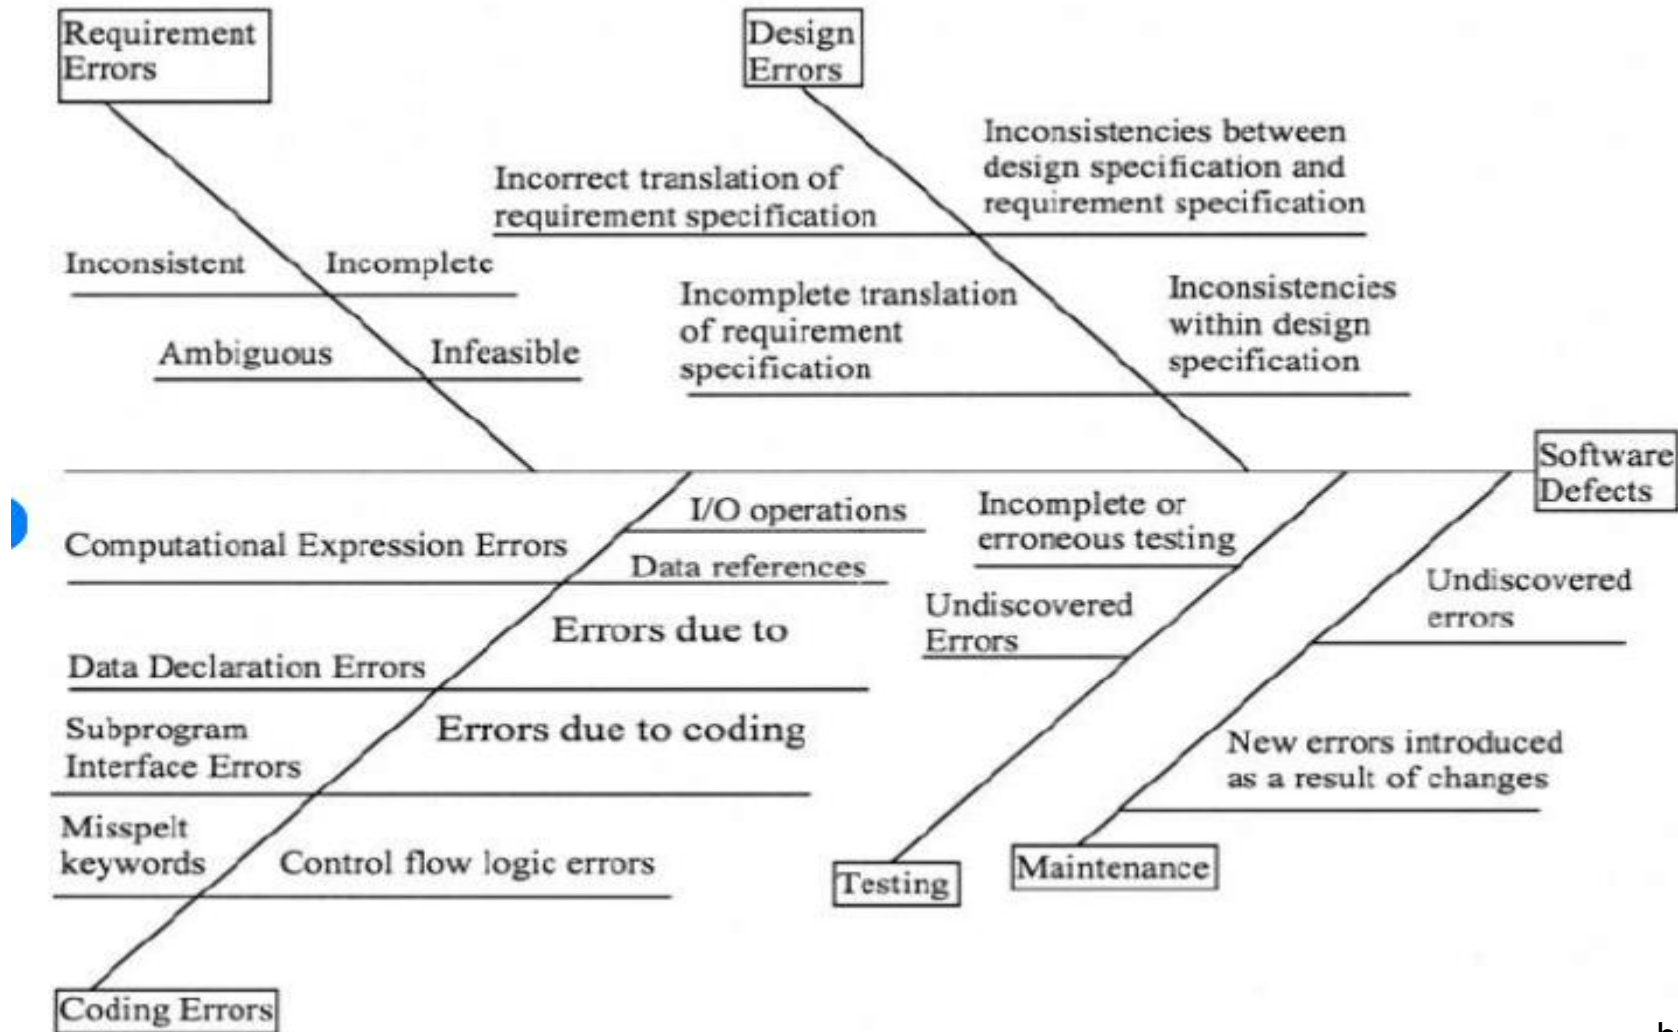 Requirement
Errors
Design
Errors
Inconsistencies between
design specification and
requirement specification
Incorrect translation of
requirement specification
Inconsistent
Incomplete
Incomplete translation
of requirement
specification
Inconsistencies
within design
specification
Ambiguous
Infeasible
Software
Defects
I/O operations
Incomplete or
erroneous testing
Computational Expression Errors
Data references
Undiscovered
errors
Undiscovered
Errors
Errors due to
Data Declaration Errors
Subprogram
Interface Errors
Errors due to coding
New errors introduced
as a result of changes
Misspelt
keywords
Control flow logic errors
Testing
Maintenance
Coding Errors